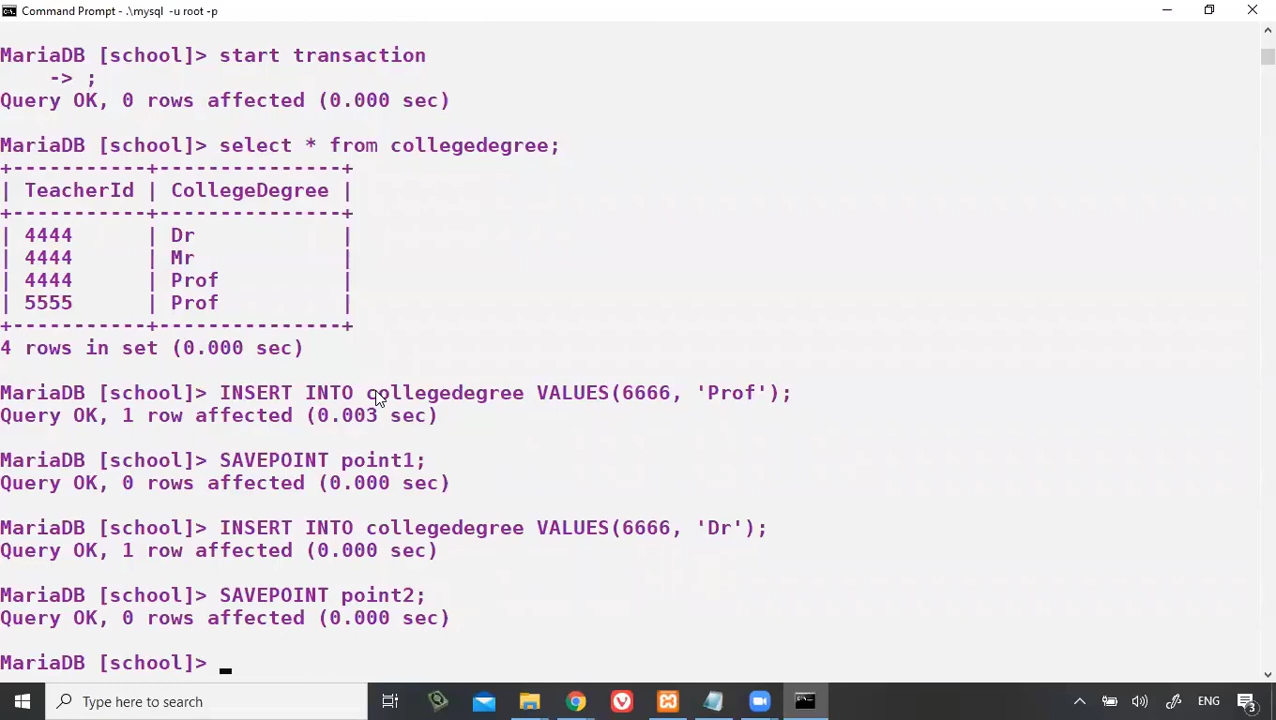 Command Prompt - .\mysql -u root -p
MariaDB [school]> start transaction
    -> ;
Query OK, 0 rows affected (0.000 sec)
MariaDB [school]> select * from collegedegree;
+-----------+---------------+
| TeacherId | CollegeDegree |
+-----------+---------------+
| 4444      | Dr            |
| 4444      | Mr            |
| 4444      | Prof          |
| 5555      | Prof          |
+-----------+---------------+
4 rows in set (0.000 sec)
MariaDB [school]> INSERT INTO collegedegree VALUES(6666, 'Prof');
Query OK, 1 row affected (0.003 sec)
MariaDB [school]> SAVEPOINT point1;
Query OK, 0 rows affected (0.000 sec)
MariaDB [school]> INSERT INTO collegedegree VALUES(6666, 'Dr');
Query OK, 1 row affected (0.000 sec)
MariaDB [school]> SAVEPOINT point2;
Query OK, 0 rows affected (0.000 sec)
MariaDB [school]> _
Type here to search
ENG
3